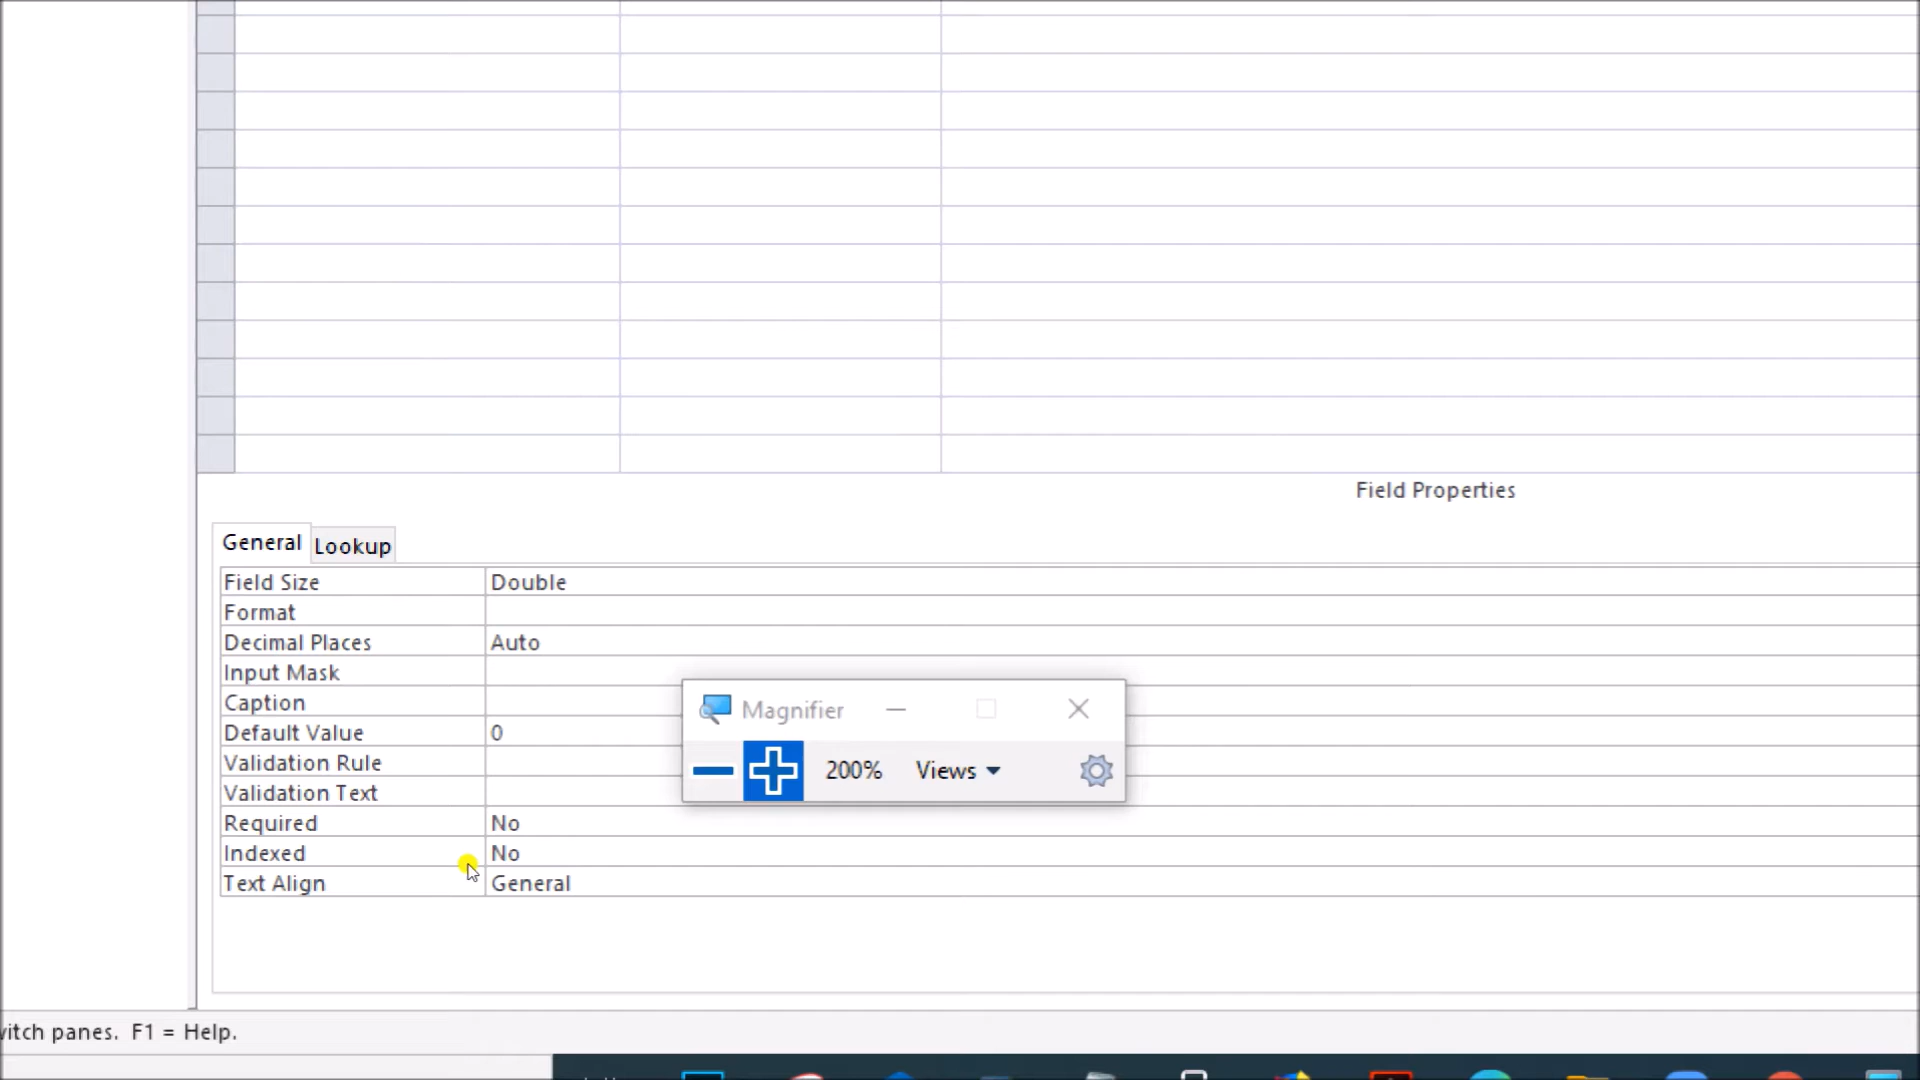 Field Properties
General Lookup
Field Size Double
Format
Decimal Places Auto
Input Mask
Caption
Default Value 0
Validation Rule
Validation Text
Required No
Indexed No
Text Align General
Magnifier
200% Views
witch panes. F1 = Help.